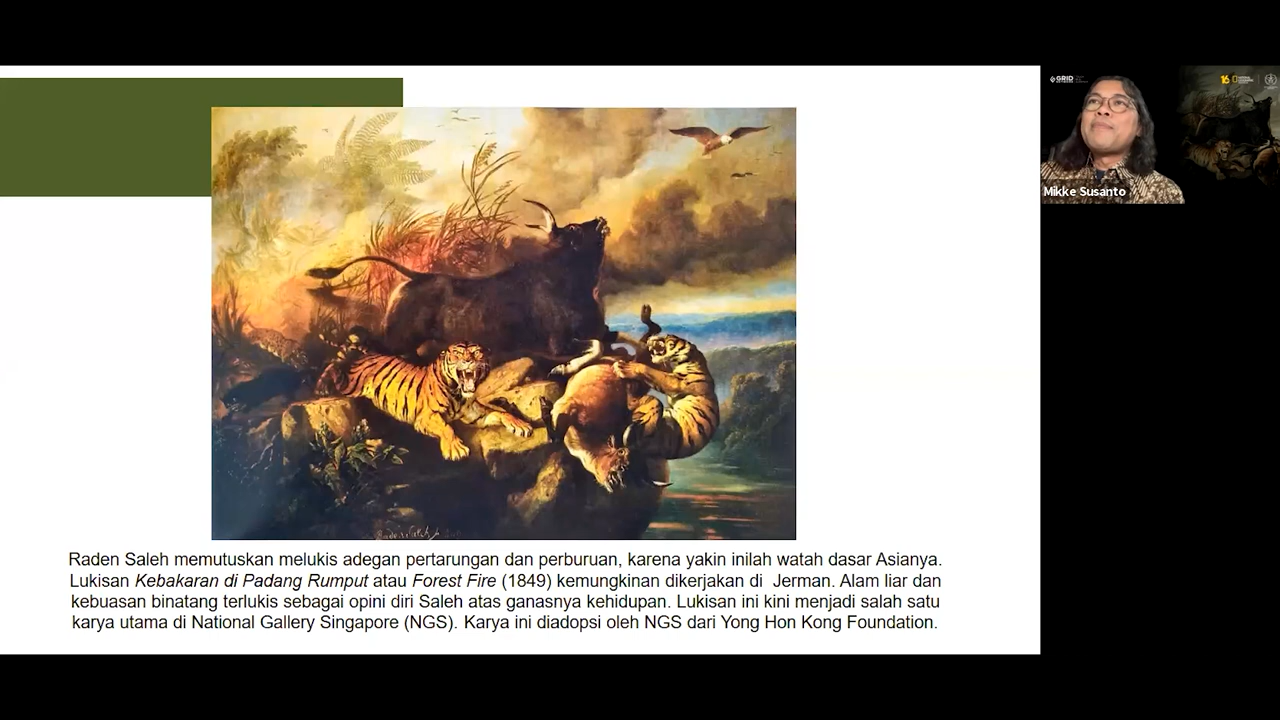 Raden Saleh memutuskan melukis adegan pertarungan dan perburuan, karena yakin inilah watah dasar Asianya.
Lukisan Kebakaran di Padang Rumput atau Forest Fire (1849) kemungkinan dikerjakan di Jerman. Alam liar dan
kebuasan binatang terlukis sebagai opini diri Saleh atas ganasnya kehidupan. Lukisan ini kini menjadi salah satu
karya utama di National Gallery Singapore (NGS). Karya ini diadopsi oleh NGS dari Yong Hon Kong Foundation.
GRID
16
Mikke Susanto